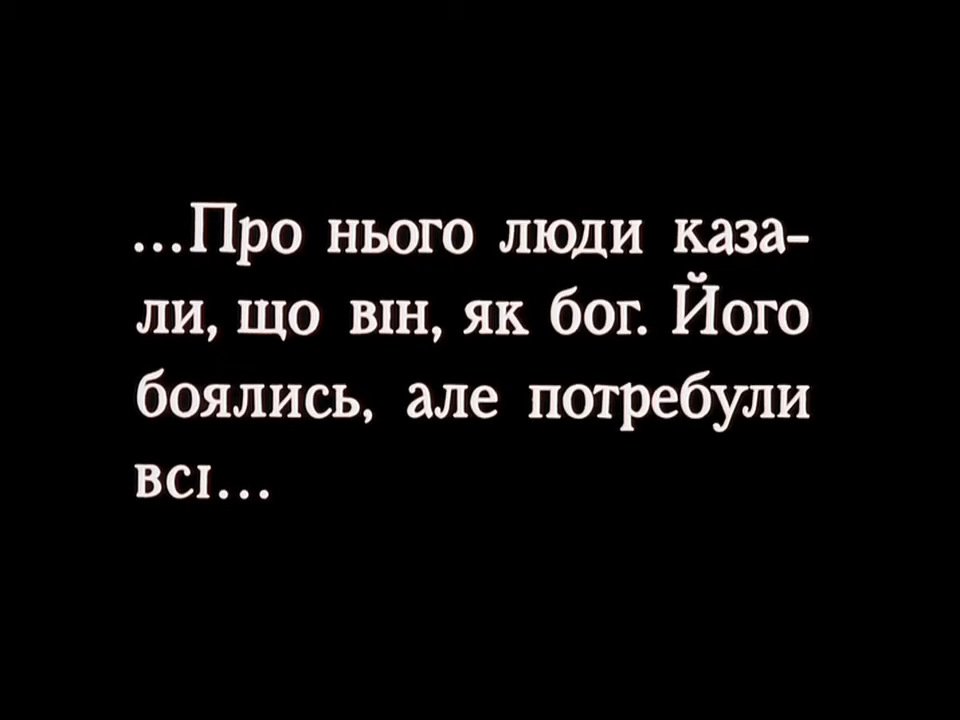 ...Про нього люди каза-
ли, що він, як бог. Його
боялись, але потребули
всі...